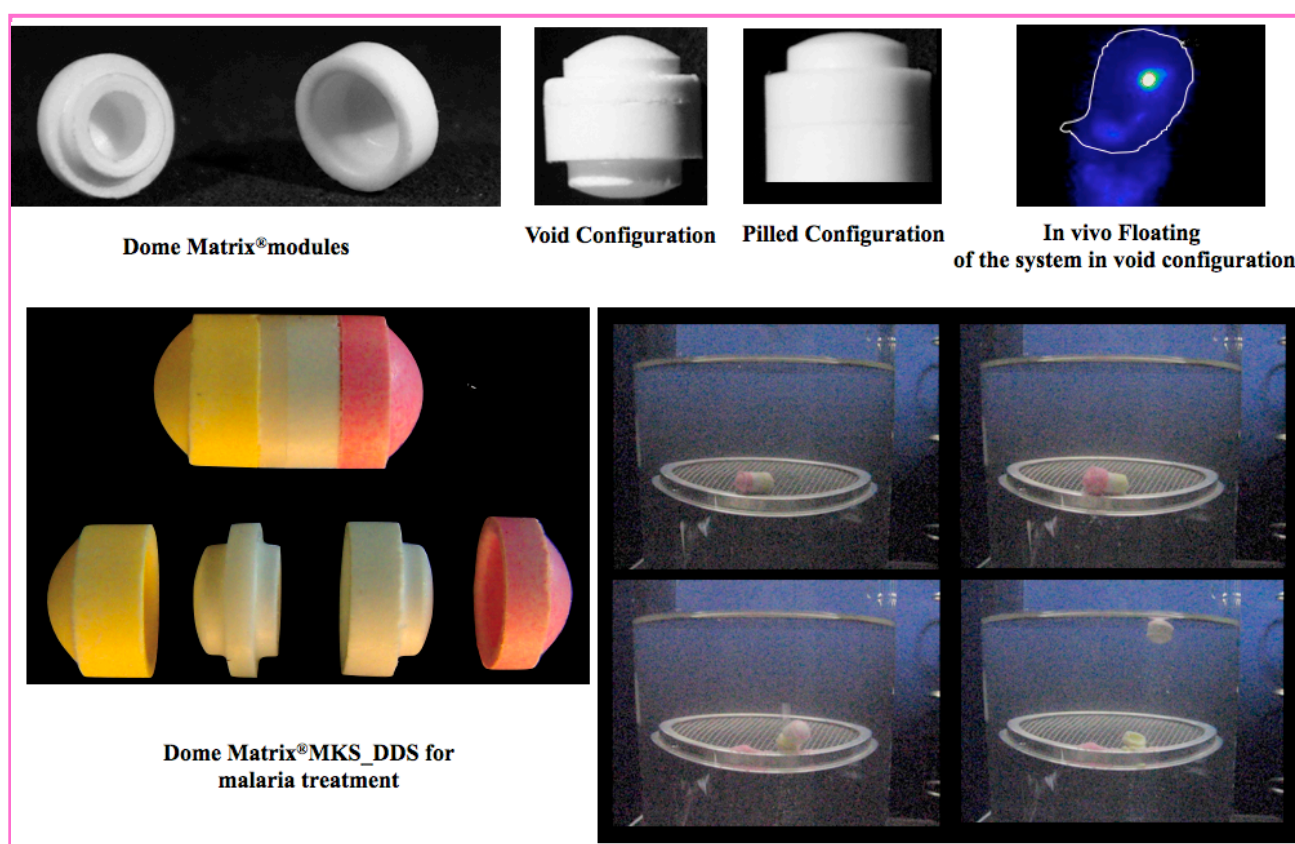 Dome Matrix®modules
Void Configuration
Pilled Configuration
In vivo Floating
of the system in void configuration
Dome Matrix®MKS_DDS for
malaria treatment